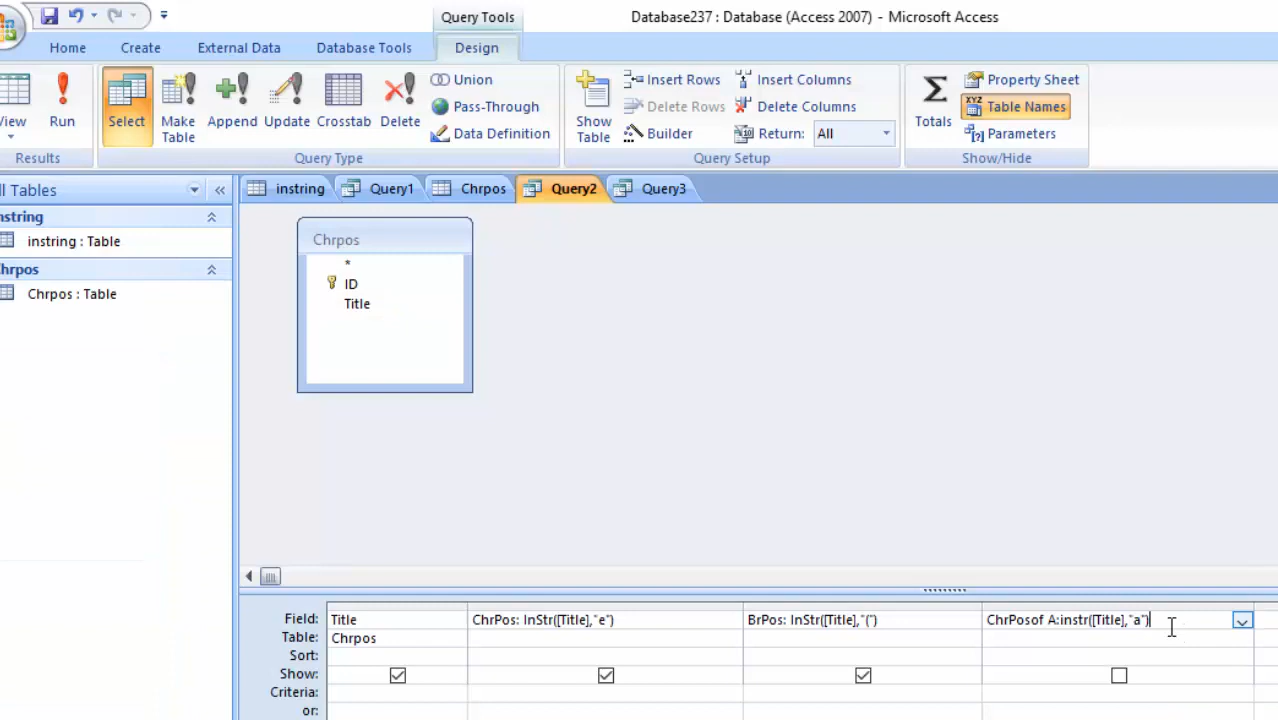 Query Tools
Database237 : Database (Access 2007) - Microsoft Access
Home Create External Data Database Tools Design
View Run Select Make Table Append Update Crosstab Delete
Union
Pass-Through
Data Definition
Show Table
Insert Rows
Delete Rows
Builder
Insert Columns
Delete Columns
Return: All
Totals
Property Sheet
Table Names
Parameters
Results Query Type Query Setup Show/Hide
ll Tables
instring Query1 Chrpos Query2 Query3
nstring
instring : Table
hrpos
Chrpos : Table
Chrpos
*
ID
Title
Field: Title ChrPos: InStr([Title],"e") BrPos: InStr([Title],"(") ChrPosof A:instr([Title],"a")
Table: Chrpos
Sort:
Show:
Criteria:
or: